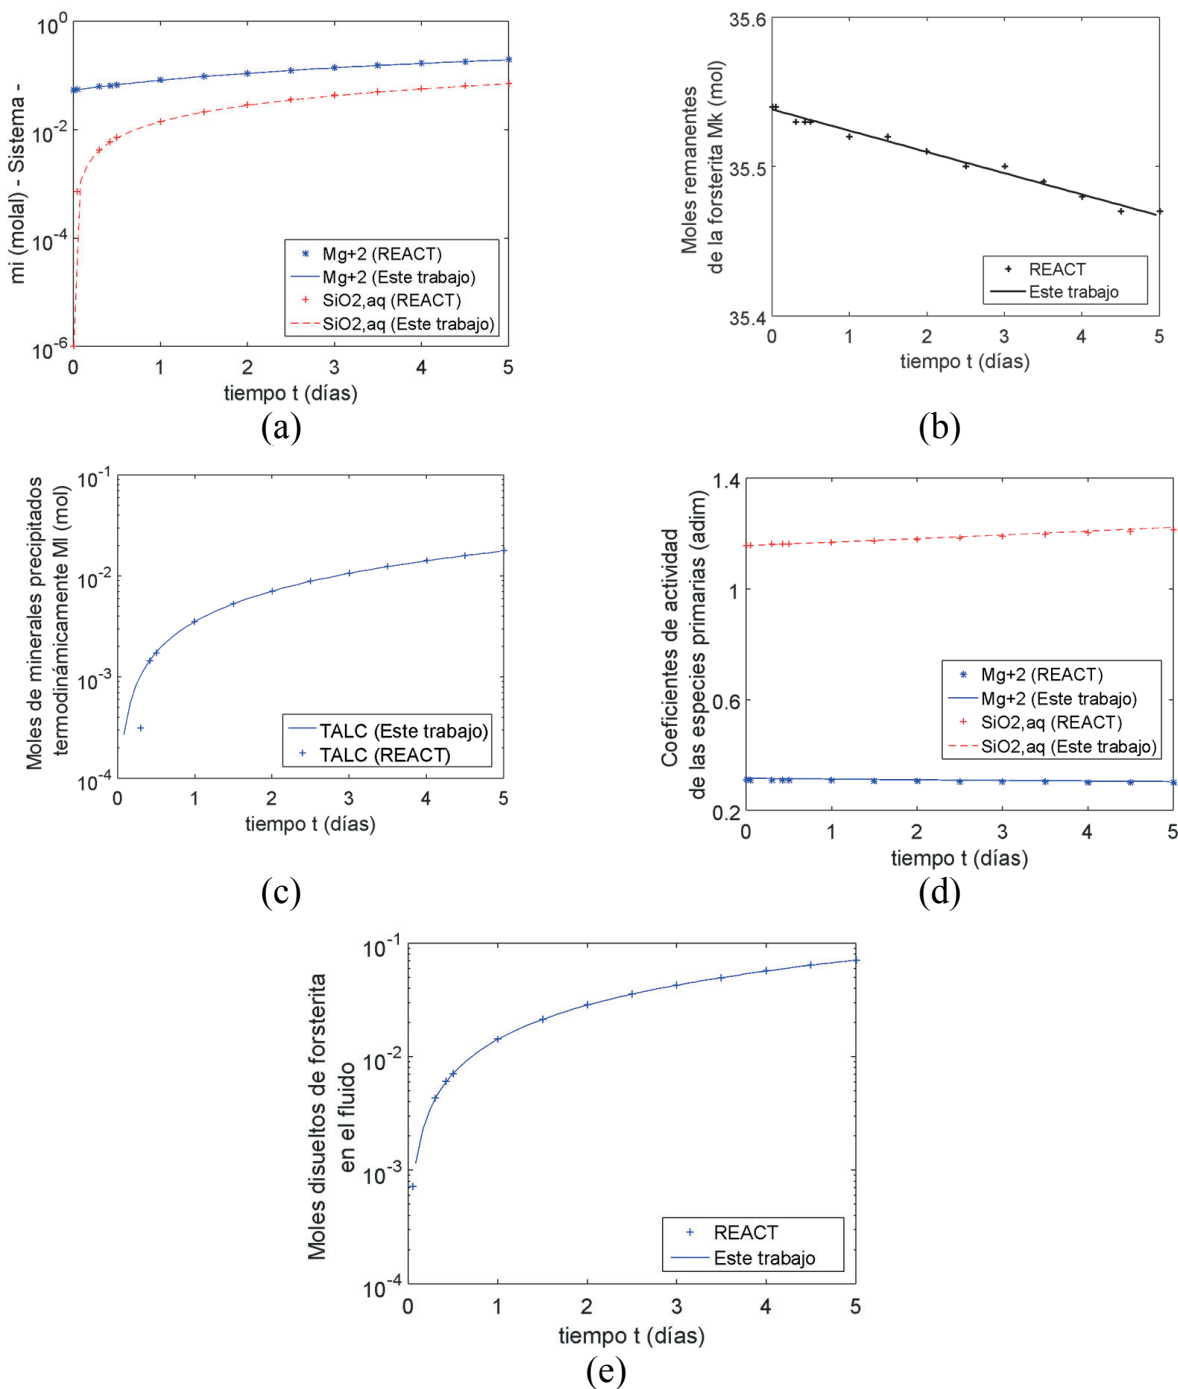 10^0
10^-2
10^-4
10^-6
mi (molal) - Sistema -
Mg+2 (REACT)
Mg+2 (Este trabajo)
SiO2,aq (REACT)
SiO2,aq (Este trabajo)
0 1 2 3 4 5
tiempo t (días)
(a)
35.6
35.5
35.4
Moles remanentes
de la forsterita Mk (mol)
REACT
Este trabajo
1 2 3 4 5
tiempo t (días)
(b)
10^-1
10^-2
10^-3
10^-4
Moles de minerales precipitados
termodinámicamente Ml (mol)
TALC (Este trabajo)
TALC (REACT)
0 1 2 3 4 5
tiempo t (días)
(c)
1.4
1
0.6
0.2
Coeficientes de actividad
de las especies primarias (adim)
Mg+2 (REACT)
Mg+2 (Este trabajo)
SiO2,aq (REACT)
SiO2,aq (Este trabajo)
0 1 2 3 4 5
tiempo t (días)
(d)
10^-1
10^-2
10^-3
10^-4
Moles disueltos de forsterita
en el fluido
REACT
Este trabajo
0 1 2 3 4 5
tiempo t (días)
(e)